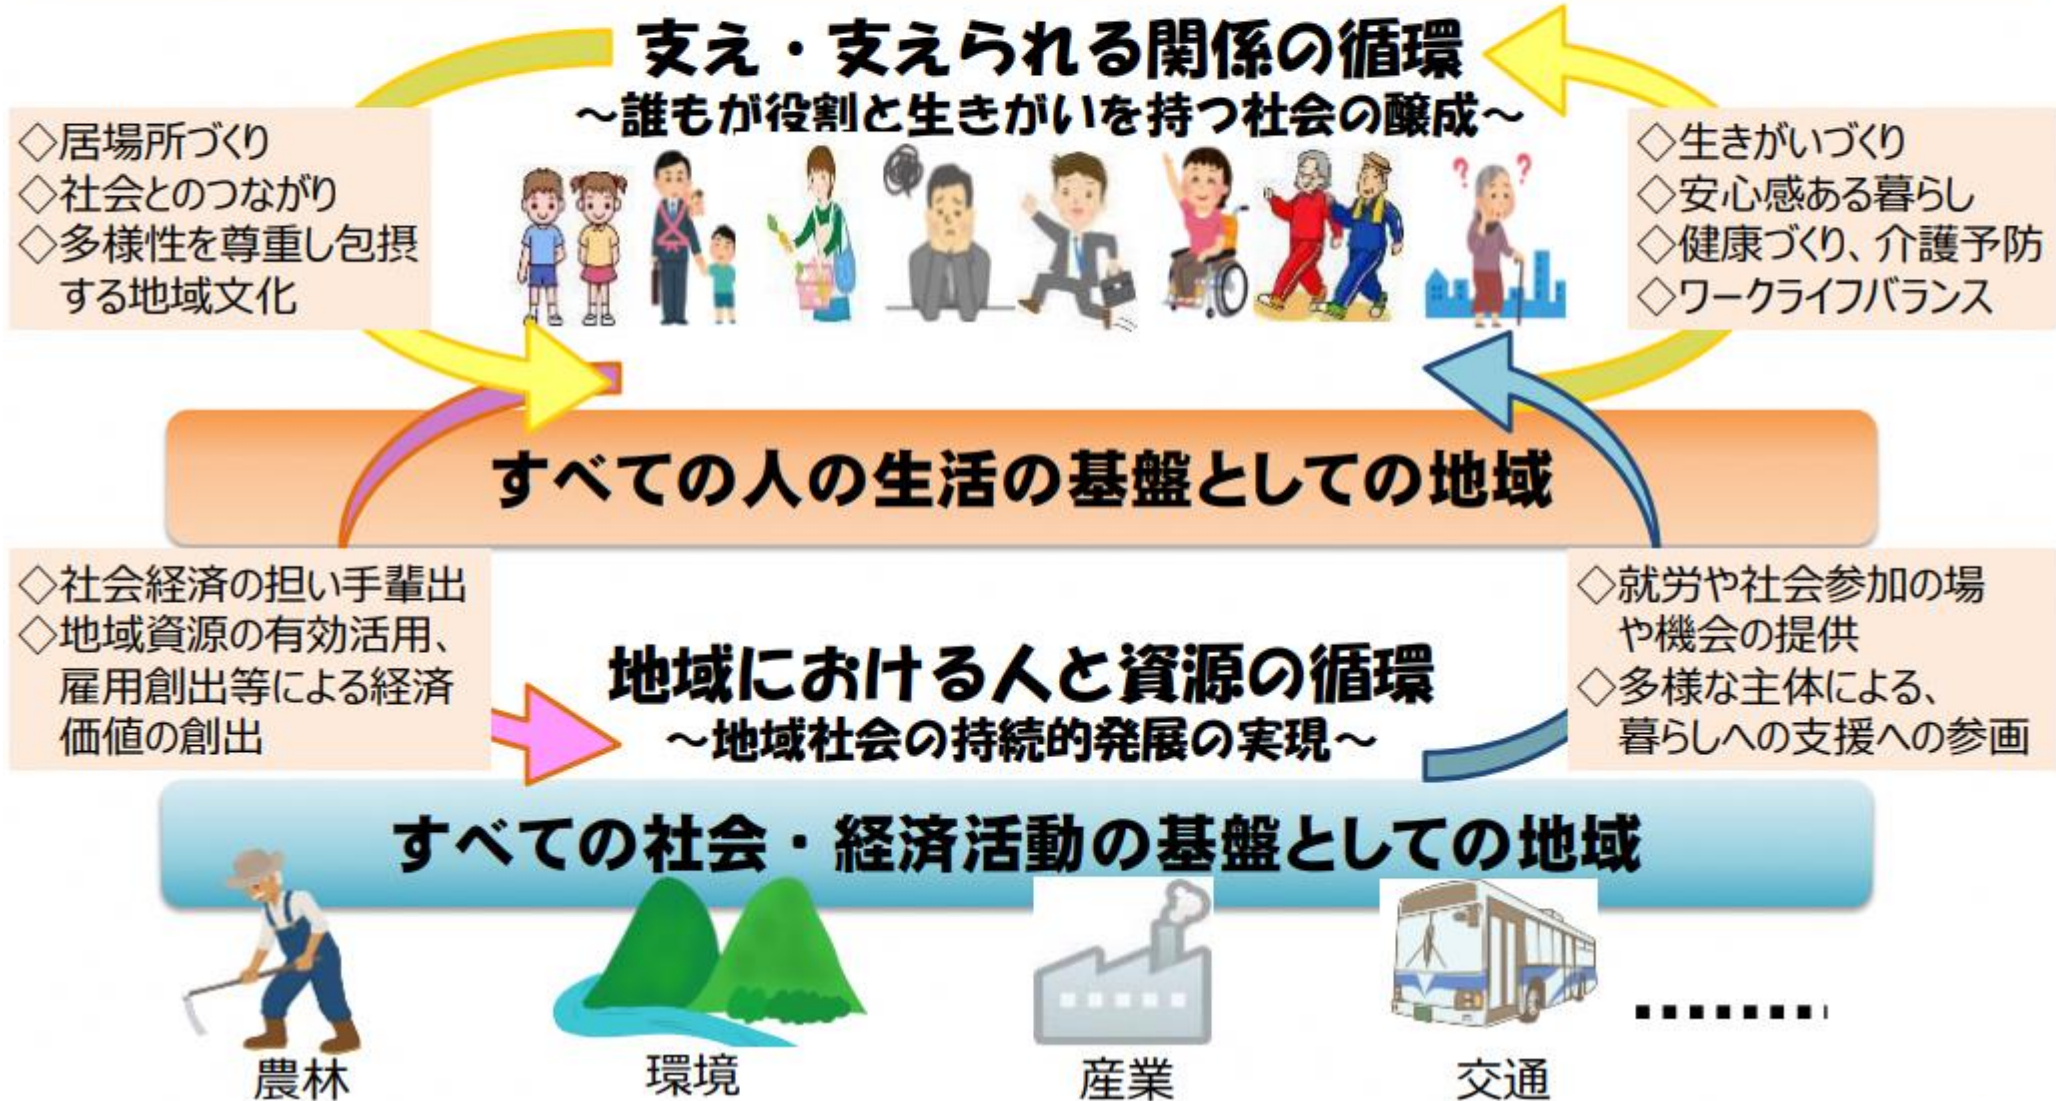 支え・支えられる関係の循環
～誰もが役割と生きがいを持つ社会の醸成～
◇居場所づくり
◇社会とのつながり
◇多様性を尊重し包摂
する地域文化
◇生きがいづくり
◇安心感ある暮らし
◇健康づくり、介護予防
◇ワークライフバランス
? ?
すべての人の生活の基盤としての地域
◇社会経済の担い手輩出
◇地域資源の有効活用、
雇用創出等による経済
価値の創出
地域における人と資源の循環
～地域社会の持続的発展の実現～
◇就労や社会参加の場
や機会の提供
◇多様な主体による、
暮らしへの支援への参画
すべての社会・経済活動の基盤としての地域
農林
環境
産業
交通